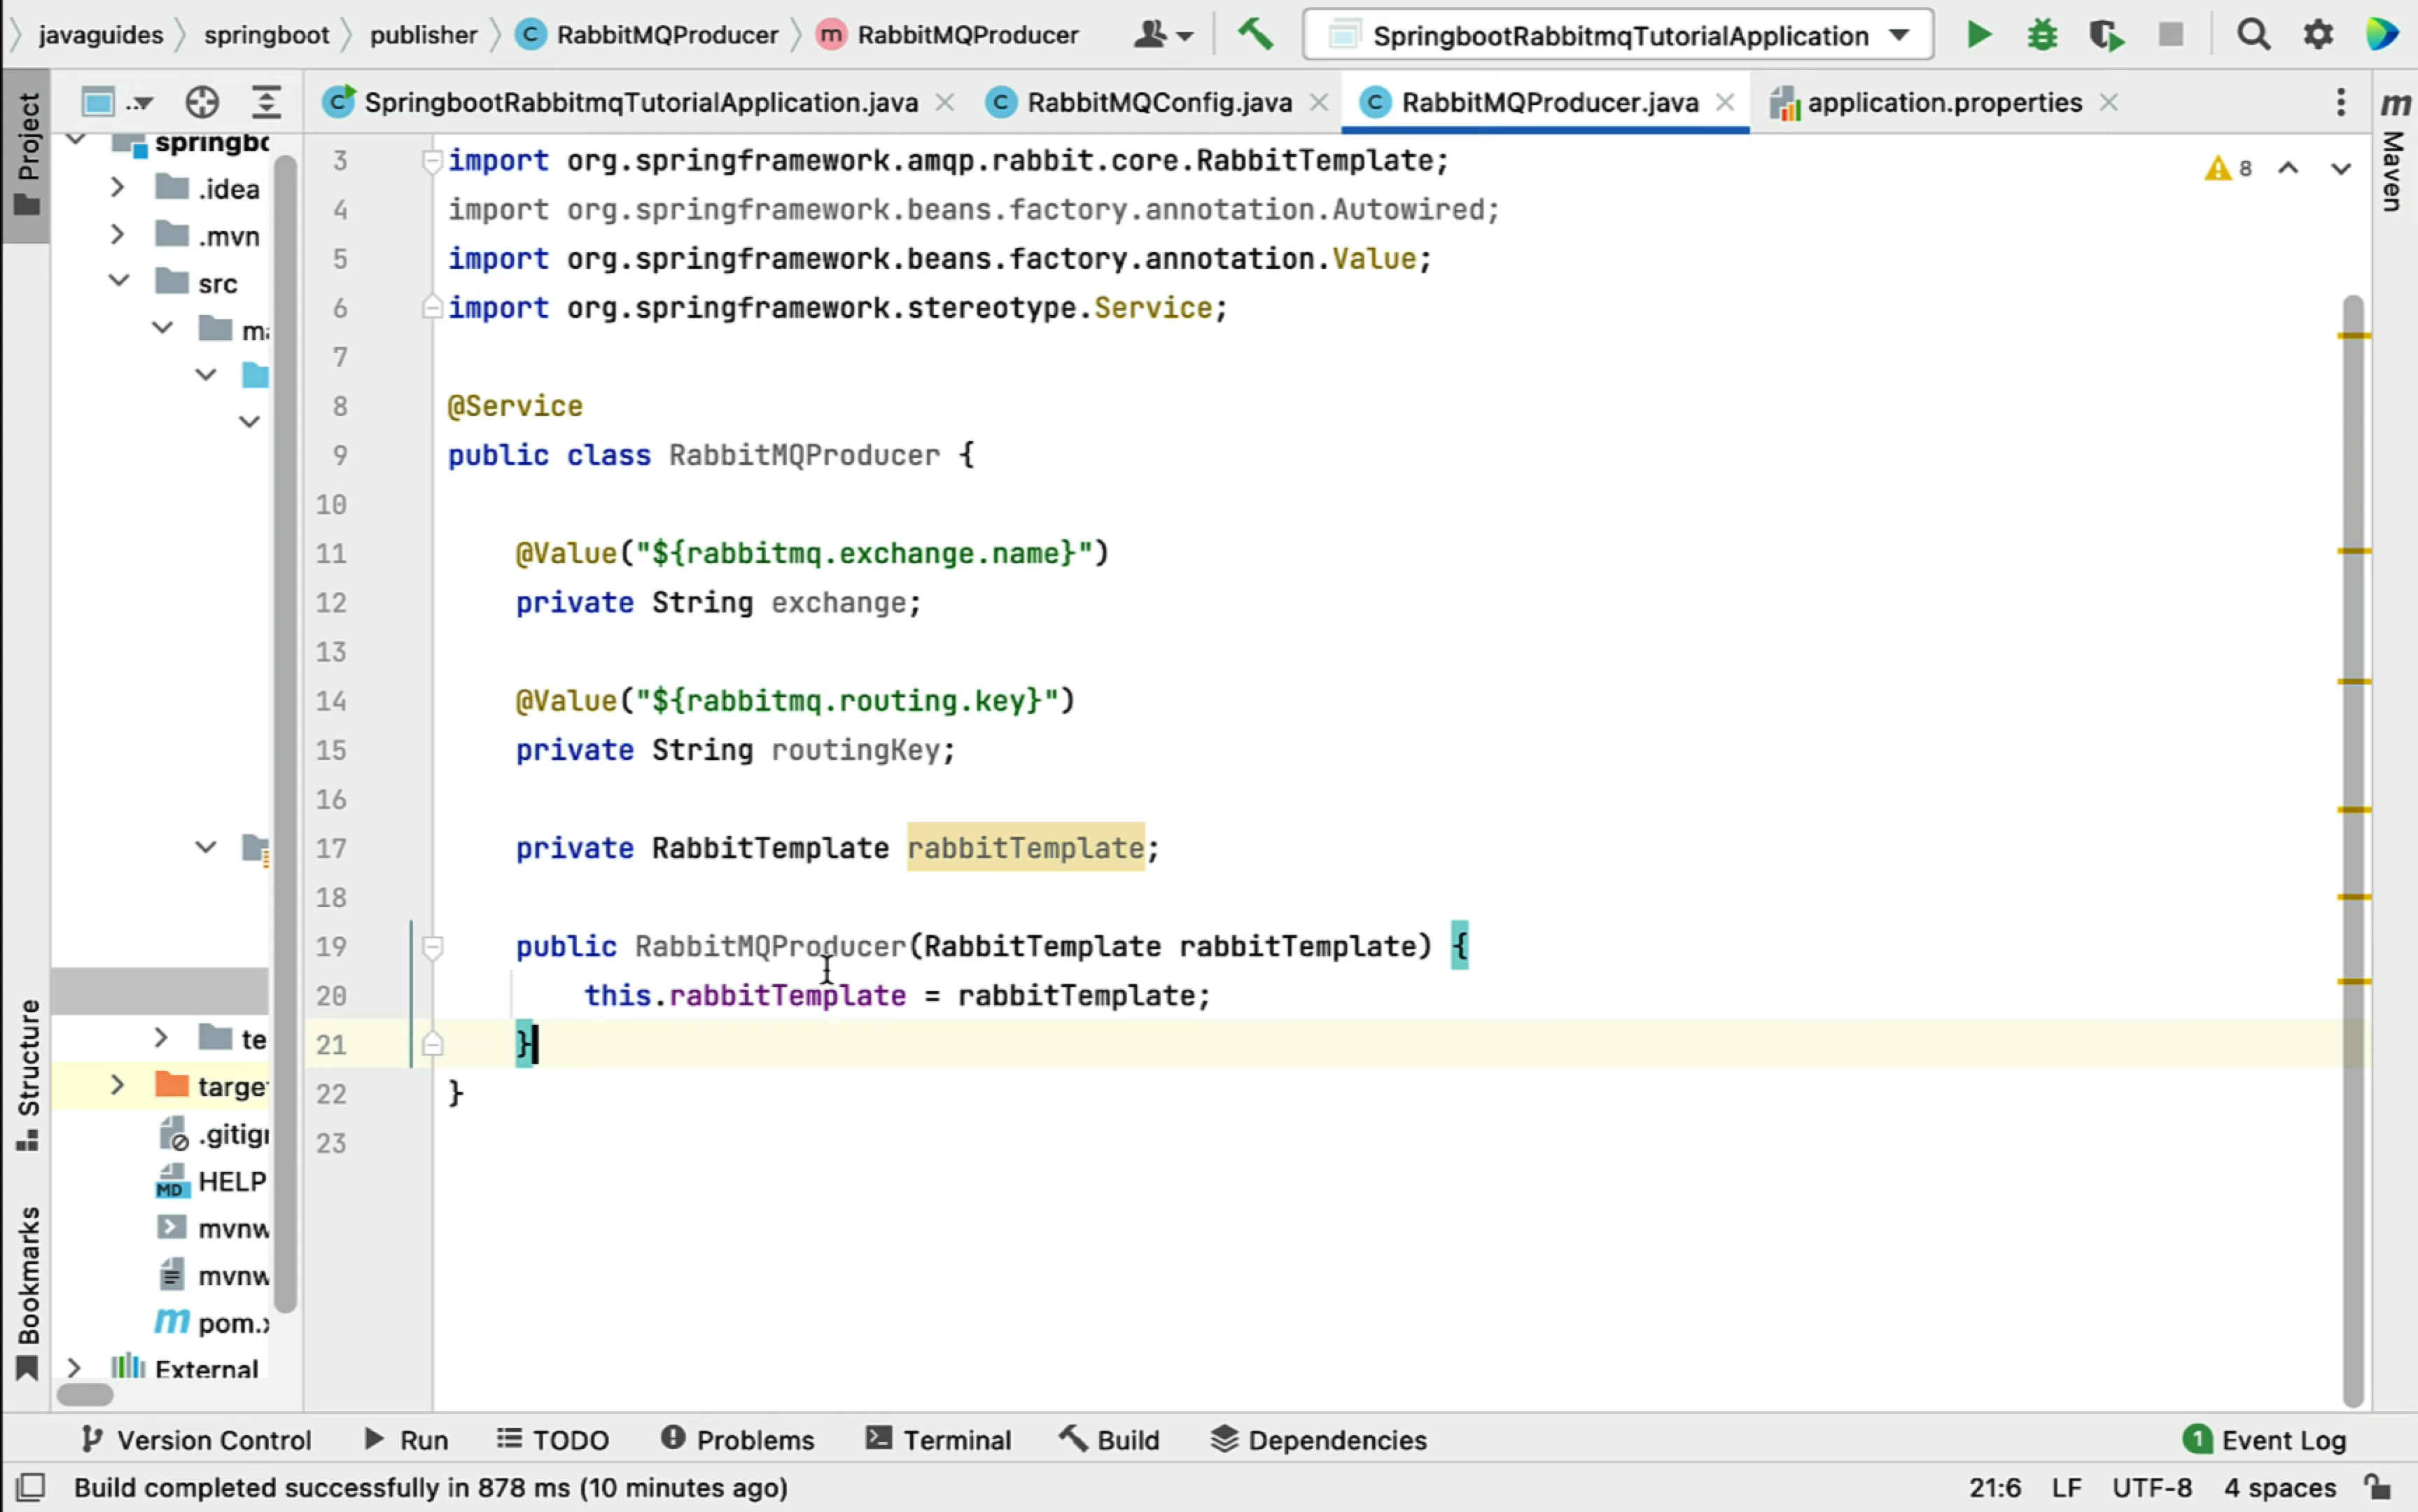 javaguides springboot publisher C RabbitMQProducer m RabbitMQProducer SpringbootRabbitmqTutorialApplication
C SpringbootRabbitmqTutorialApplication.java C RabbitMQConfig.java C RabbitMQProducer.java application.properties
Project
springbo
.idea
.mvn
src
te
targe
.gitig
HELP
MD
mvnw
mvnw
m pom.x
External
Structure
Bookmarks
m Maven
8
3 import org.springframework.amqp.rabbit.core.RabbitTemplate;
4 import org.springframework.beans.factory.annotation.Autowired;
5 import org.springframework.beans.factory.annotation.Value;
6 import org.springframework.stereotype.Service;
7
8 @Service
9 public class RabbitMQProducer {
10
11 @Value("${rabbitmq.exchange.name}")
12 private String exchange;
13
14 @Value("${rabbitmq.routing.key}")
15 private String routingKey;
16
17 private RabbitTemplate rabbitTemplate;
18
19 public RabbitMQProducer(RabbitTemplate rabbitTemplate) {
20 this.rabbitTemplate = rabbitTemplate;
21 }
22 }
23
Version Control Run TODO Problems Terminal Build Dependencies 1 Event Log
Build completed successfully in 878 ms (10 minutes ago) 21:6 LF UTF-8 4 spaces